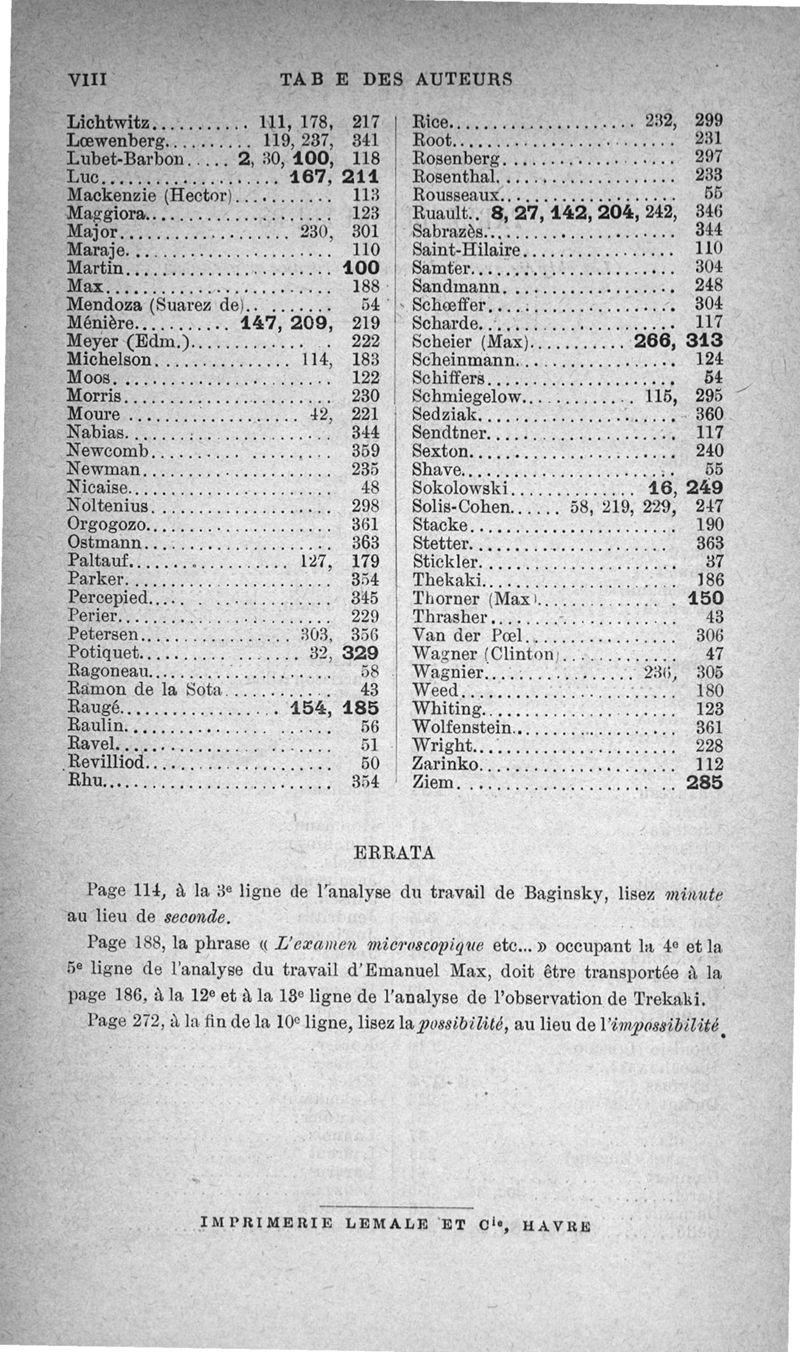 VIII TAB E DES AUTEURS
Lichtwitz............ 111, 178, 217
Lœwenberg.......... 119, 237, 341
Lubet-Barbon..... 2, 30, 100, 118
Luc.................... 167, 211
Mackenzie (Hector)........... 113
Maggiora..................... 123
Major.................. 230, 301
Maraje....................... 110
Martin....................... 100
Max.......................... 188
Mendoza (Suarez de).......... 54
Ménière........... 147, 209, 219
Meyer (Edm.)................. 222
Michelson............... 114, 183
Moos......................... 122
Morris....................... 230
Moure .................. 42, 221
Nabias....................... 344
Newcomb...................... 359
Newman....................... 235
Nicaise...................... 48
Noltenius.................... 298
Orgogozo..................... 361
Ostmann...................... 363
Paltauf................. 127, 179
Parker....................... 354
Percepied.................... 345
Perier....................... 229
Petersen................ 303, 356
Potiquet................ 32, 329
Ragoneau..................... 58
Ramon de la Sota............. 43
Raugé................. 154, 185
Raulin....................... 56
Ravel........................ 51
Revilliod.................... 50
Rhu.......................... 354
Rice..................... 232, 299
Root......................... 231
Rosenberg.................... 297
Rosenthal.................... 233
Rousseaux.................... 55
Ruault.. 8, 27, 142, 204, 242, 346
Sabrazès..................... 344
Saint-Hilaire................ 110
Samter....................... 304
Sandmann..................... 248
Schœffer..................... 304
Scharde...................... 117
Scheier (Max)........... 266, 313
Scheinmann................... 124
Schiffers.................... 54
Schmiegelow............. 115, 295
Sedziak...................... 360
Sendtner..................... 117
Sexton....................... 240
Shave........................ 55
Sokolowski.............. 16, 249
Solis-Cohen...... 58, 219, 229, 247
Stacke....................... 190
Stetter...................... 363
Stickler..................... 37
Thekaki...................... 186
Thorner (Max)................ 150
Thrasher..................... 43
Van der Pœl.................. 306
Wagner (Clinton)............. 47
Wagnier................. 236, 305
Weed......................... 180
Whiting...................... 123
Wolfenstein.................. 361
Wright....................... 228
Zarinko...................... 112
Ziem......................... 285
ERRATA
Page 114, à la 3e ligne de l'analyse du travail de Baginsky, lisez minute
au lieu de seconde.
Page 188, la phrase « L'examen microscopique etc... » occupant la 4e et la
5e ligne de l'analyse du travail d'Emanuel Max, doit être transportée à la
page 186, à la 12e et à la 13e ligne de l'analyse de l'observation de Trekaki.
Page 272, à la fin de la 10e ligne, lisez la possibilité, au lieu de l'impossibilité.
IMPRIMERIE LEMALE ET Cie, HAVRE